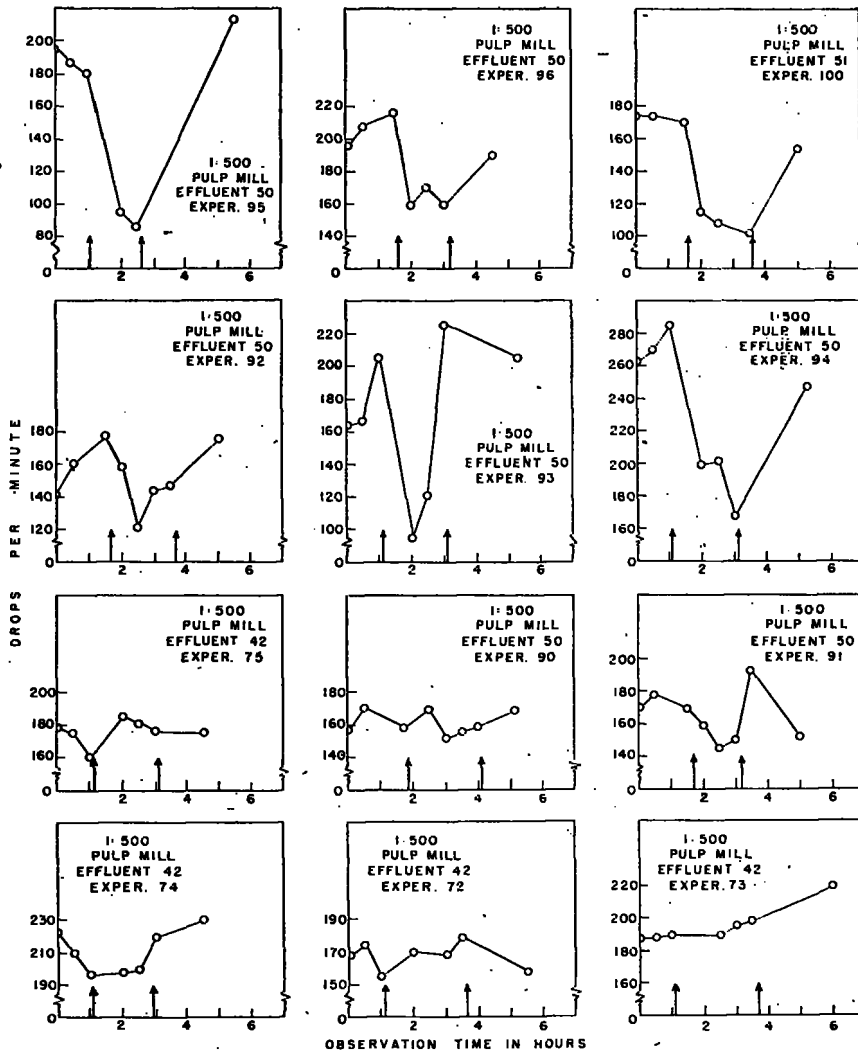 220
200
180
160
140
120
100
80
0
2
4
6
1:500
PULP MILL
EFFLUENT 50
EXPER. 95
220
200
180
160
140
0
2
4
6
1:500
PULP MILL
EFFLUENT 50
EXPER. 96
170
140
120
100
0
2
4
6
1:500
PULP MILL
EFFLUENT 51
EXPER. 100
180
160
140
120
0
2
4
6
1:500
PULP MILL
EFFLUENT 50
EXPER. 92
220
200
180
160
140
120
100
0
2
4
6
1:500
PULP MILL
EFFLUENT 50
EXPER. 93
280
260
240
200
180
160
0
2
4
6
1:500
PULP MILL
EFFLUENT 50
EXPER. 94
200
180
160
0
2
4
6
1:500
PULP MILL
EFFLUENT 42
EXPER. 75
180
160
140
0
2
4
6
1:500
PULP MILL
EFFLUENT 50
EXPER. 90
180
160
140
0
2
4
6
1:500
PULP MILL
EFFLUENT 50
EXPER. 91
230
210
190
0
2
4
6
1:500
PULP MILL
EFFLUENT 42
EXPER. 74
190
170
150
0
2
4
6
1:500
PULP MILL
EFFLUENT 42
EXPER. 72
220
200
180
160
0
2
4
6
1:500
PULP MILL
EFFLUENT 42
EXPER. 73
DROPS PER MINUTE
OBSERVATION TIME IN HOURS